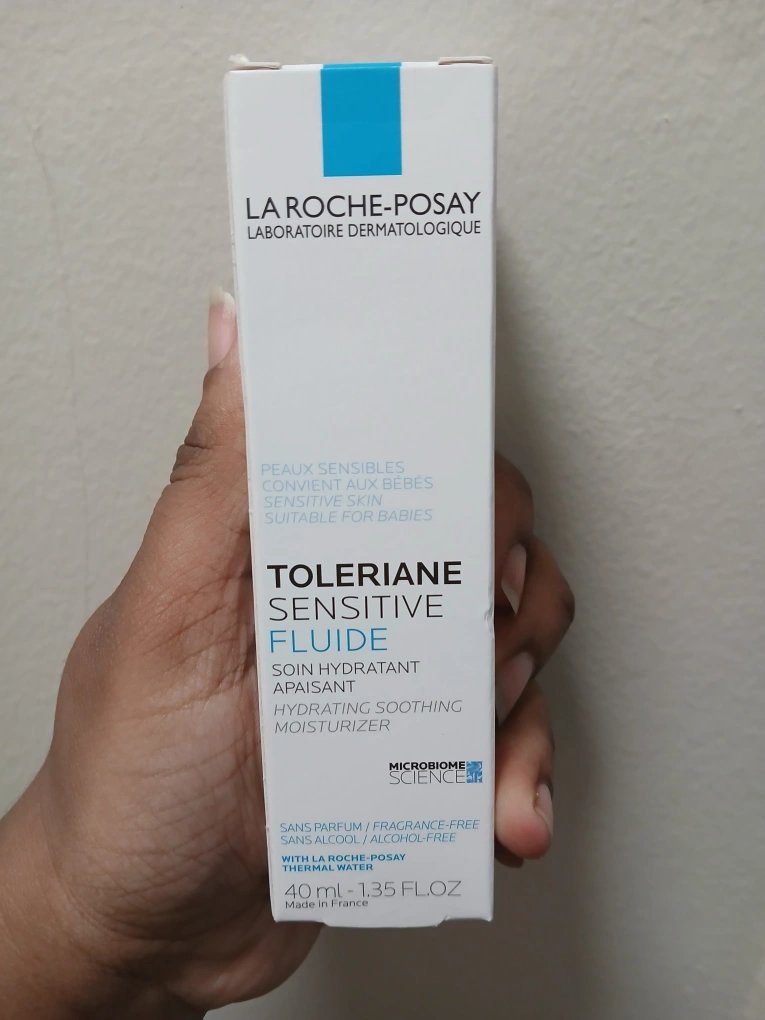 LA ROCHE-POSAY
LABORATOIRE DERMATOLOGIQUE
PEAUX SENSIBLES
CONVIENT AUX BÉBÉS
SENSITIVE SKIN
SUITABLE FOR BABIES
TOLERIANE
SENSITIVE
FLUIDE
SOIN HYDRATANT
APAISANT
HYDRATING SOOTHING
MOISTURIZER
MICROBIOME
SCIENCE
SANS PARFUM / FRAGRANCE-FREE
SANS ALCOOL / ALCOHOL-FREE
WITH LA ROCHE-POSAY
THERMAL WATER
40 ml - 1.35 FL.OZ
Made in France